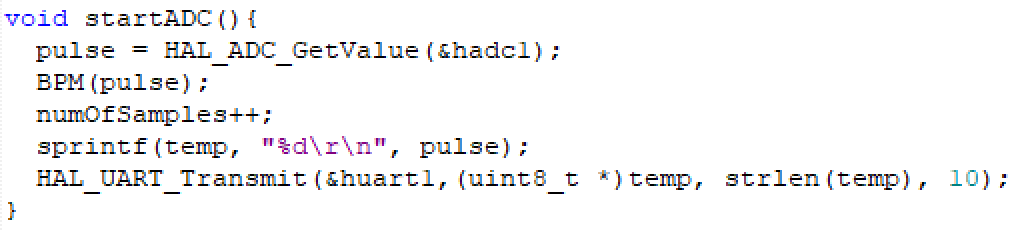 void startADC(){
pulse = HAL_ADC_GetValue(&hadc1);
BPM(pulse);
numOfSamples++;
sprintf(temp, "%d\r\n", pulse);
HAL_UART_Transmit(&huart1,(uint8_t *)temp, strlen(temp), 10);
}